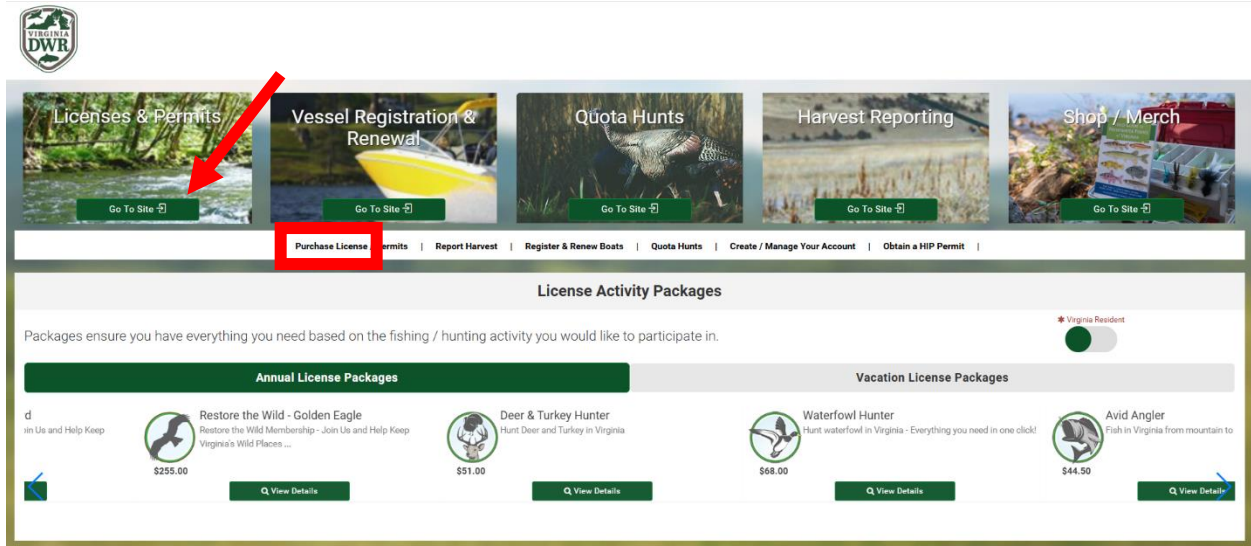 VIRGINIA
DWR
Licenses & Permits
Go To Site
Vessel Registration &
Renewal
Go To Site
Quota Hunts
Go To Site
Harvest Reporting
Go To Site
Shop / Merch
Go To Site
Purchase License / Permits | Report Harvest | Register & Renew Boats | Quota Hunts | Create / Manage Your Account | Obtain a HIP Permit |
License Activity Packages
Packages ensure you have everything you need based on the fishing / hunting activity you would like to participate in.
* Virginia Resident
Annual License Packages
Vacation License Packages
d
in Us and Help Keep
Restore the Wild - Golden Eagle
Restore the Wild Membership - Join Us and Help Keep
Virginia's Wild Places ...
$255.00
View Details
Deer & Turkey Hunter
Hunt Deer and Turkey in Virginia
$51.00
View Details
Waterfowl Hunter
Hunt waterfowl in Virginia - Everything you need in one click!
$68.00
View Details
Avid Angler
Fish in Virginia from mountain to
$44.50
View Details